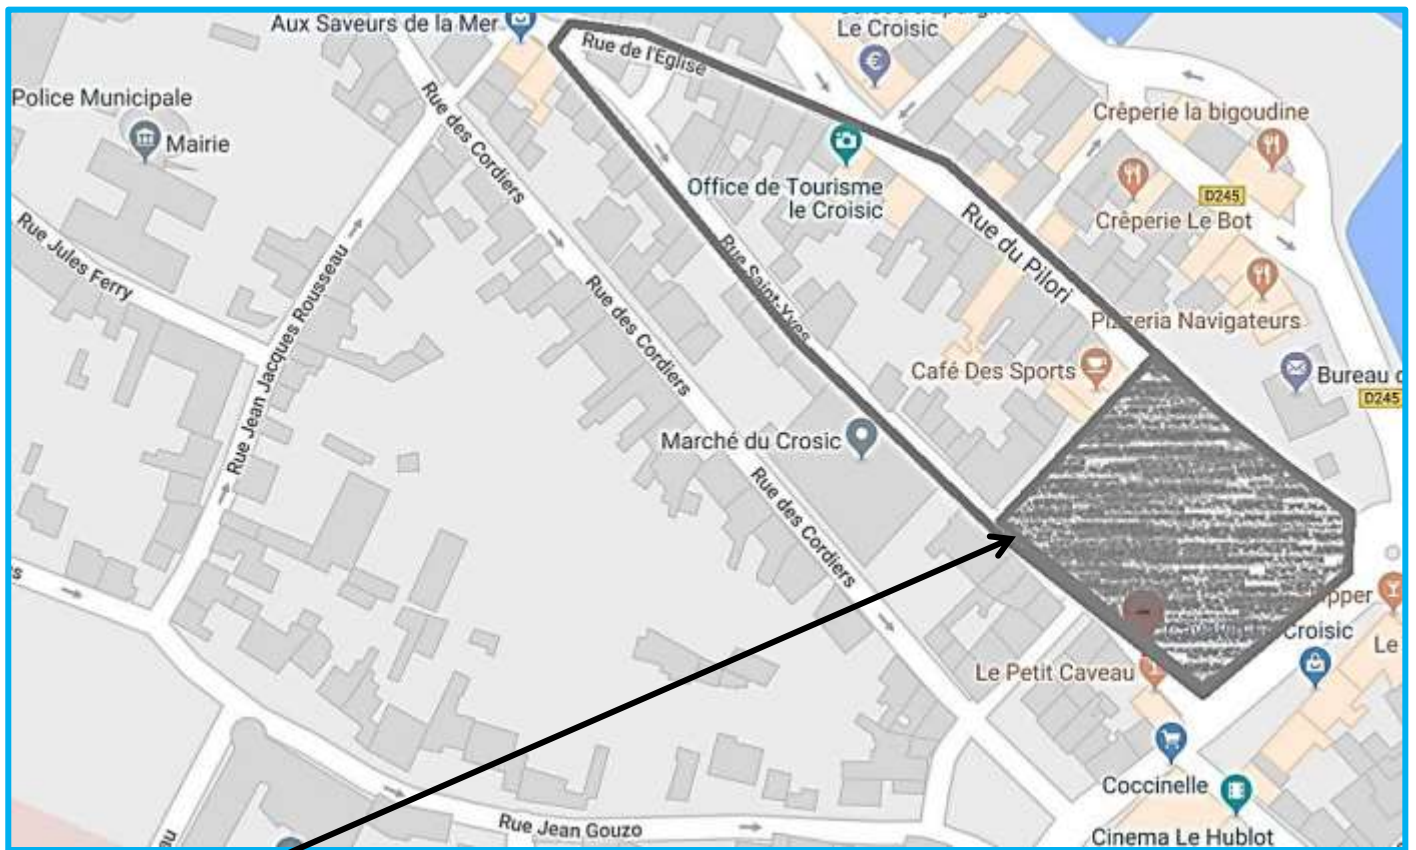 Aux Saveurs de la Mer
Le Croisic
Rue de l'Eglise
Police Municipale
Mairie
Rue des Cordiers
Crêperie la bigoudine
Office de Tourisme
le Croisic
D245
Crêperie Le Bot
Rue du Pilori
Rue Jules Ferry
Rue Jean Jacques Rousseau
Rue Saint-Yves
Rue des Cordiers
Pizzeria Navigateurs
Café Des Sports
Bureau
D245
Marché du Crosic
Rue des Cordiers
Croisic
Le
Le Petit Caveau
Coccinelle
Rue Jean Gouzo
Cinema Le Hublot